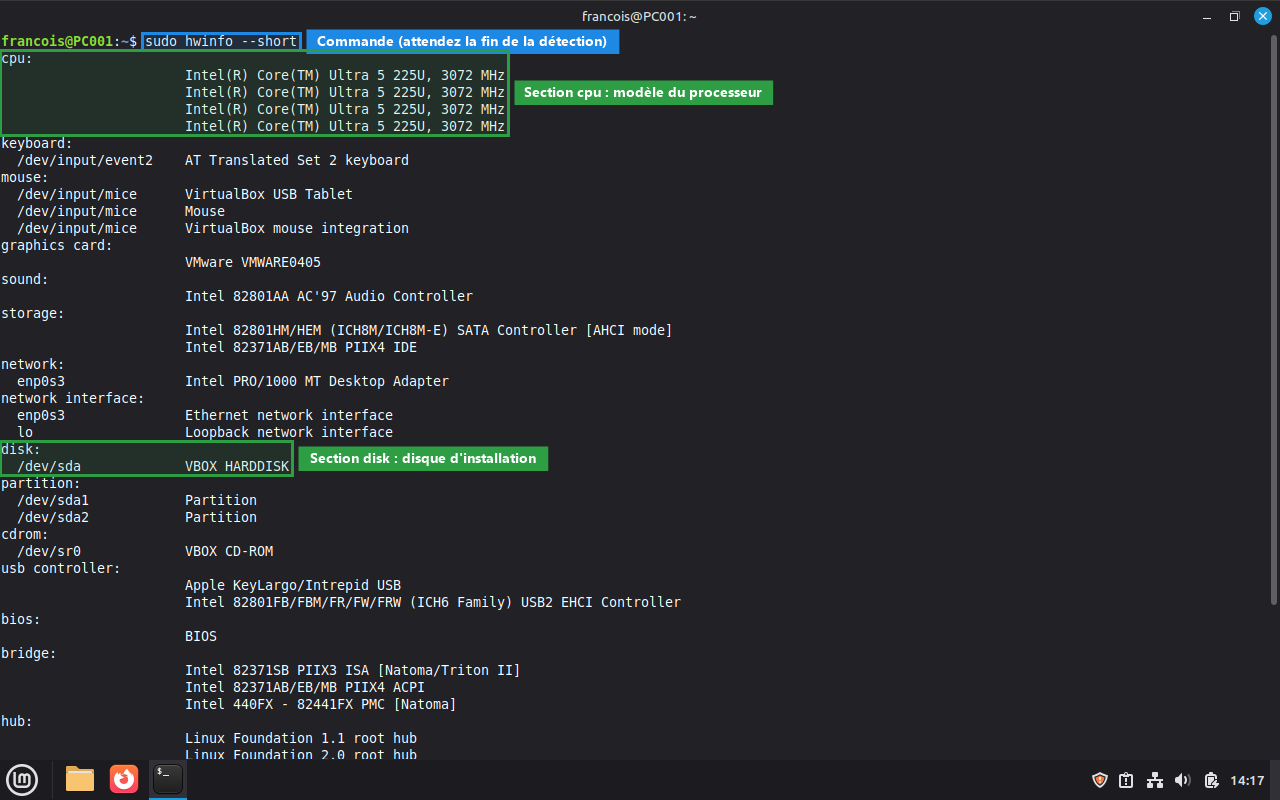 francois@PC001: ~
francois@PC001:~$ sudo hwinfo --short Commande (attendez la fin de la détection)
cpu:
Intel(R) Core(TM) Ultra 5 225U, 3072 MHz
Intel(R) Core(TM) Ultra 5 225U, 3072 MHz Section cpu : modèle du processeur
Intel(R) Core(TM) Ultra 5 225U, 3072 MHz
Intel(R) Core(TM) Ultra 5 225U, 3072 MHz
keyboard:
/dev/input/event2 AT Translated Set 2 keyboard
mouse:
/dev/input/mice VirtualBox USB Tablet
/dev/input/mice Mouse
/dev/input/mice VirtualBox mouse integration
graphics card:
VMware VMWARE0405
sound:
Intel 82801AA AC'97 Audio Controller
storage:
Intel 82801HM/HEM (ICH8M/ICH8M-E) SATA Controller [AHCI mode]
Intel 82371AB/EB/MB PIIX4 IDE
network:
enp0s3 Intel PRO/1000 MT Desktop Adapter
network interface:
enp0s3 Ethernet network interface
lo Loopback network interface
disk:
/dev/sda VBOX HARDDISK Section disk : disque d'installation
partition:
/dev/sda1 Partition
/dev/sda2 Partition
cdrom:
/dev/sr0 VBOX CD-ROM
usb controller:
Apple KeyLargo/Intrepid USB
Intel 82801FB/FBM/FR/FW/FRW (ICH6 Family) USB2 EHCI Controller
bios:
BIOS
bridge:
Intel 82371SB PIIX3 ISA [Natoma/Triton II]
Intel 82371AB/EB/MB PIIX4 ACPI
Intel 440FX - 82441FX PMC [Natoma]
hub:
Linux Foundation 1.1 root hub
Linux Foundation 2.0 root hub
14:17